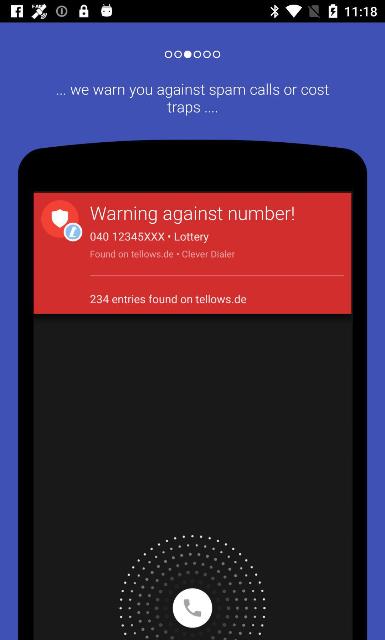 11:18
... we warn you against spam calls or cost
traps ....
Warning against number!
040 12345XXX • Lottery
Found on tellows.de • Clever Dialer
234 entries found on tellows.de